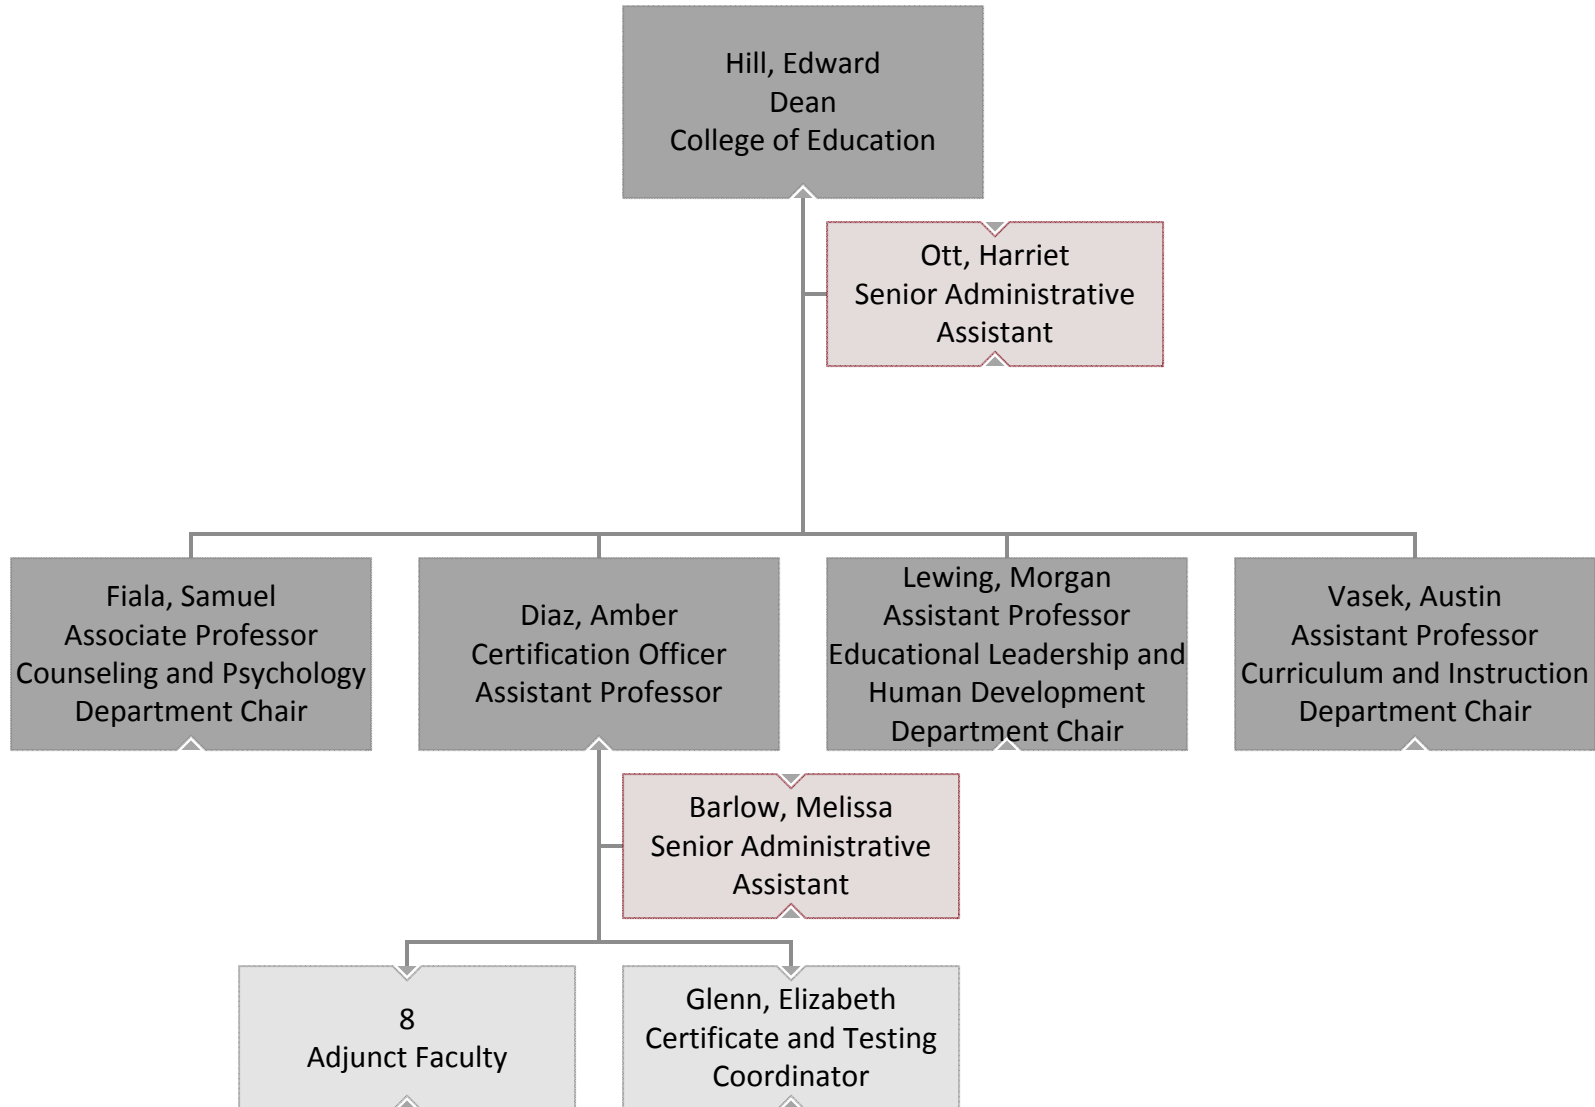 Hill, Edward
Dean
College of Education
Ott, Harriet
Senior Administrative
Assistant
Fiala, Samuel
Associate Professor
Counseling and Psychology
Department Chair
Diaz, Amber
Certification Officer
Assistant Professor
Lewing, Morgan
Assistant Professor
Educational Leadership and
Human Development
Department Chair
Vasek, Austin
Assistant Professor
Curriculum and Instruction
Department Chair
Barlow, Melissa
Senior Administrative
Assistant
8
Adjunct Faculty
Glenn, Elizabeth
Certificate and Testing
Coordinator